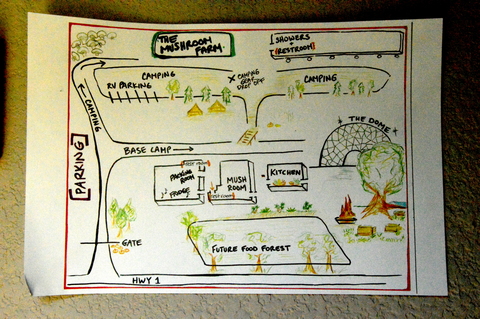 THE
MUSHROOM
FARM.
SHOWERS
+
RESTROOM
CAMPING
RV PARKING
X CAMPING
GEAR
DROP OFF
CAMPING
CAMPING
[PARKING]
BASE CAMP →
THE DOME
PACKING
ROOM
FRIDGE
MUSH
ROOM
restroom
KITCHEN
GATE
FUTURE FOOD FOREST
HWY 1